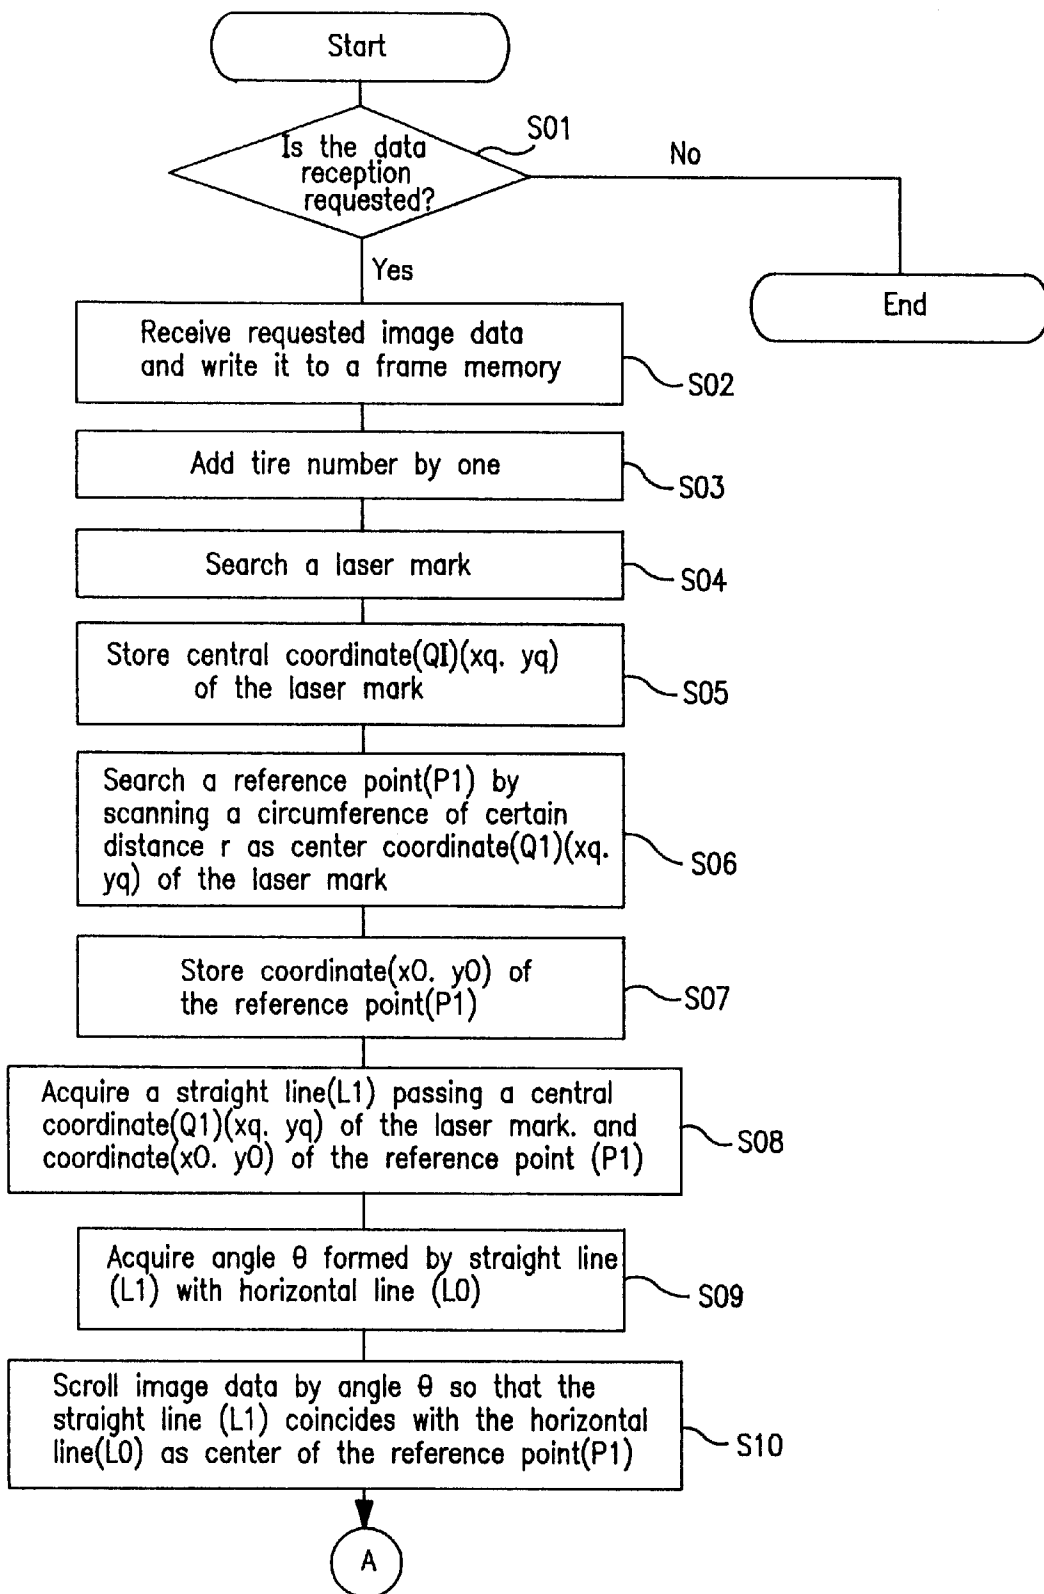 Start
Is the data
reception
requested?
S01
No
Yes
End
Receive requested image data
and write it to a frame memory
S02
Add tire number by one
S03
Search a laser mark
S04
Store central coordinate(QI)(xq. yq)
of the laser mark
S05
Search a reference point(P1) by
scanning a circumference of certain
distance r as center coordinate(Q1)(xq.
yq) of the laser mark
S06
Store coordinate(x0. y0) of
the reference point(P1)
S07
Acquire a straight line(L1) passing a central
coordinate(Q1)(xq. yq) of the laser mark. and
coordinate(x0. y0) of the reference point (P1)
S08
Acquire angle θ formed by straight line
(L1) with horizontal line (L0)
S09
Scroll image data by angle θ so that the
straight line (L1) coincides with the horizontal
line(L0) as center of the reference point(P1)
S10
A